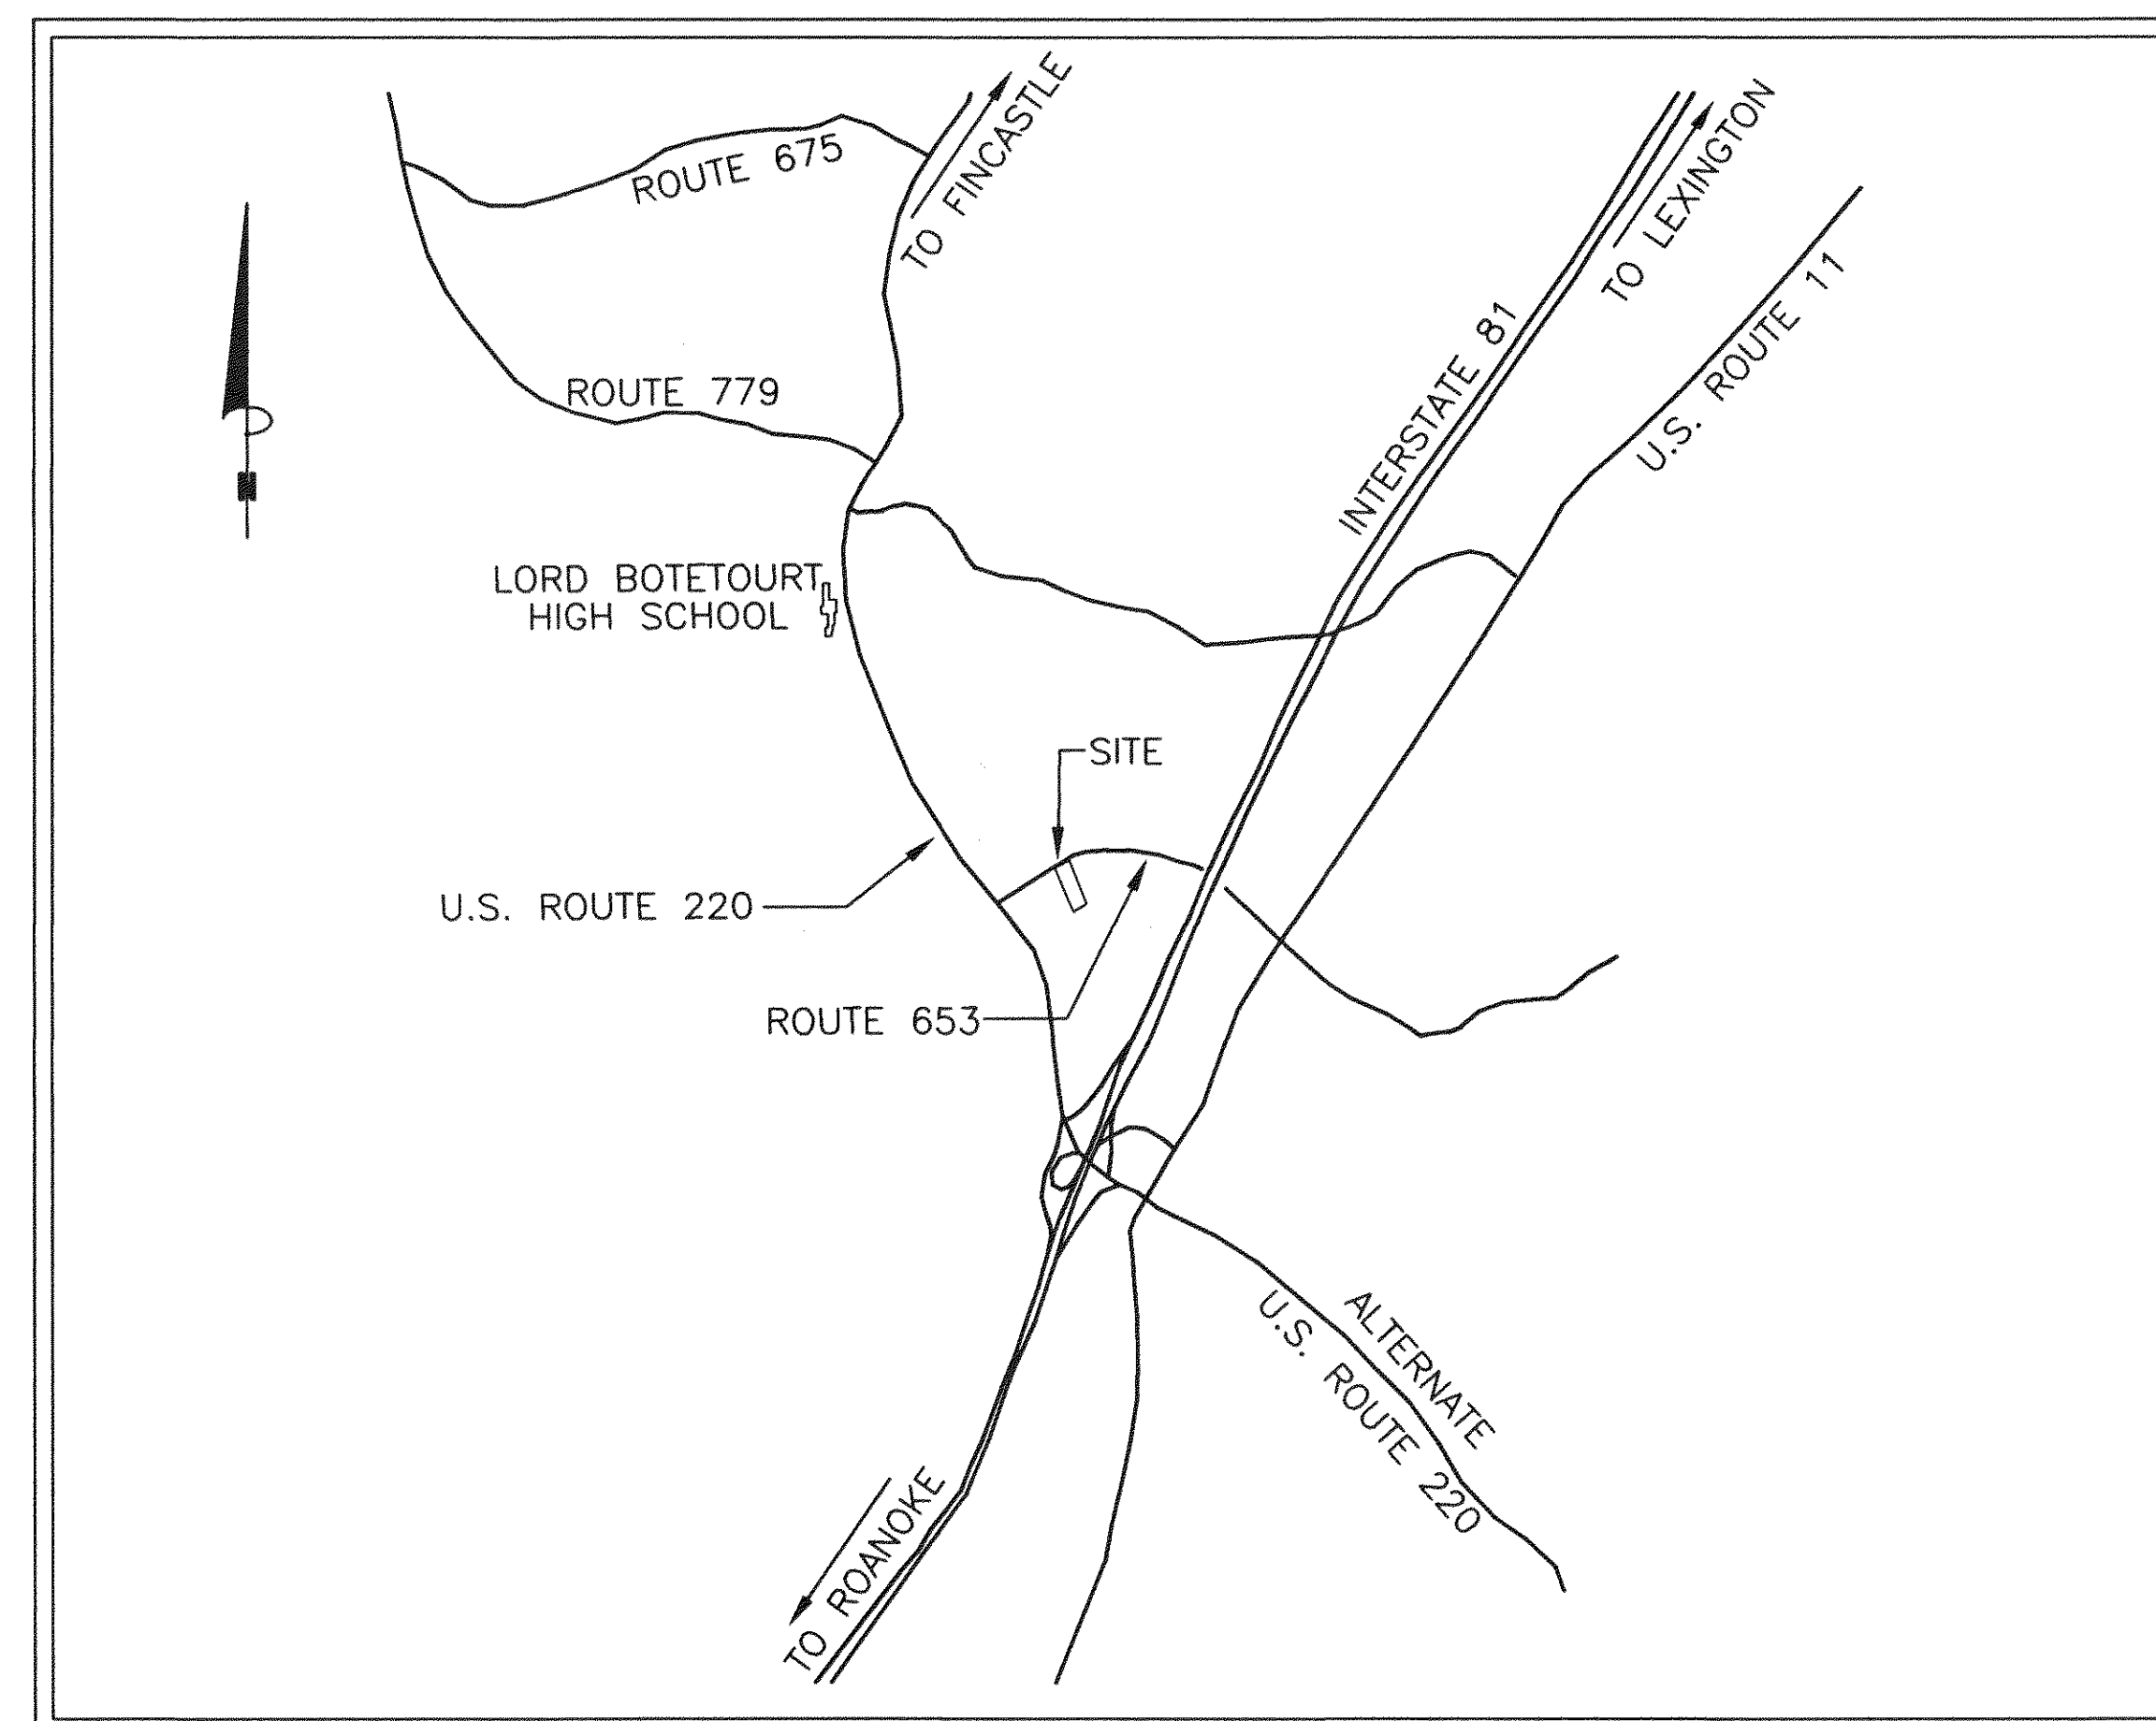 TO FINCASTLE
ROUTE 675
TO LEXINGTON
U.S. ROUTE 11
INTERSTATE 81
ROUTE 779
LORD BOTETOURT
HIGH SCHOOL
SITE
U.S. ROUTE 220
ROUTE 653
ALTERNATE
U.S. ROUTE 220
TO ROANOKE